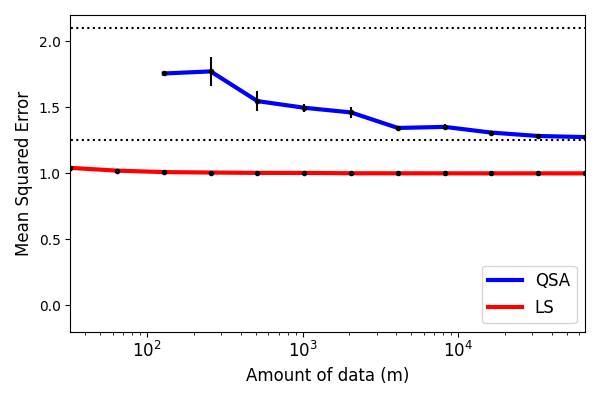 2.0
1.5
1.0
0.5
0.0
Mean Squared Error
QSA
LS
10²
10³
10⁴
Amount of data (m)